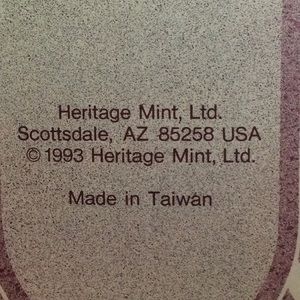 Heritage Mint, Ltd.
Scottsdale, AZ 85258 USA
© 1993 Heritage Mint, Ltd.
Made in Taiwan